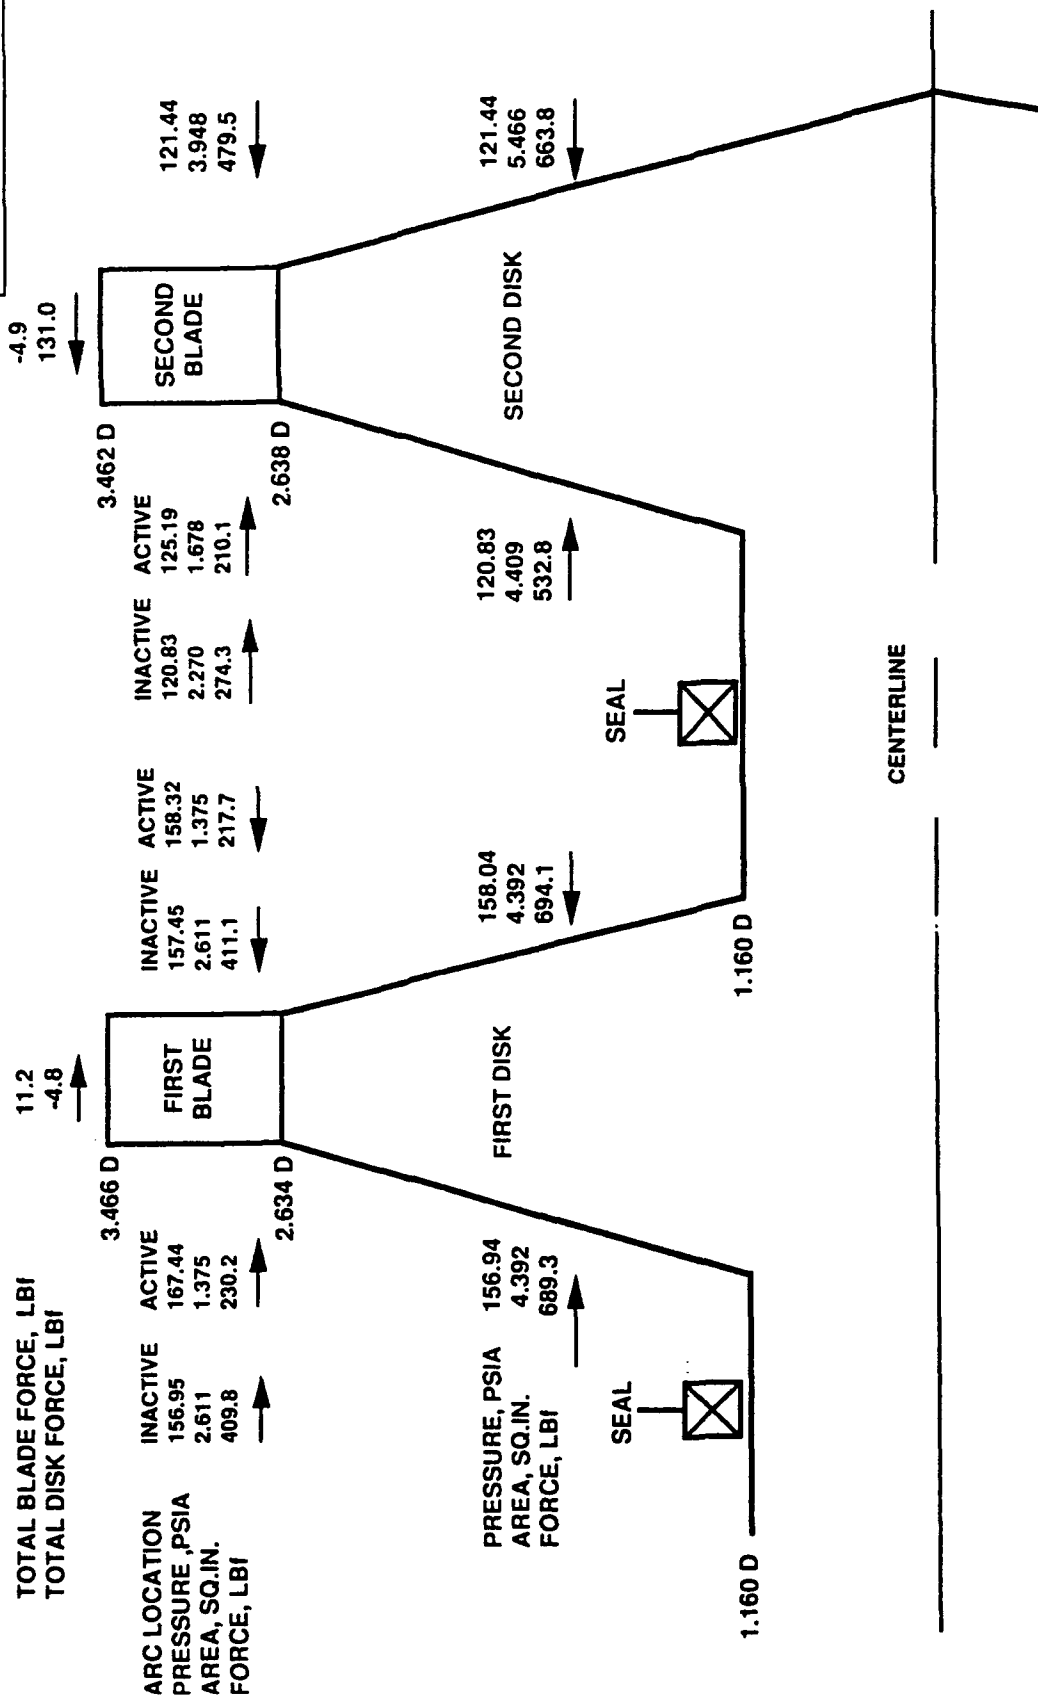 TOTAL BLADE FORCE, LBf
TOTAL DISK FORCE, LBf
11.2
-4.8
-4.9
131.0
ARC LOCATION
PRESSURE ,PSIA
AREA, SQ.IN.
FORCE, LBf
INACTIVE
156.95
2.611
409.8
ACTIVE
167.44
1.375
230.2
3.466 D
2.634 D
FIRST
BLADE
INACTIVE
157.45
2.611
411.1
ACTIVE
158.32
1.375
217.7
INACTIVE
120.83
2.270
274.3
ACTIVE
125.19
1.678
210.1
3.462 D
2.638 D
SECOND
BLADE
121.44
3.948
479.5
PRESSURE, PSIA
AREA, SQ.IN.
FORCE, LBf
156.94
4.392
689.3
FIRST DISK
158.04
4.392
694.1
120.83
4.409
532.8
SECOND DISK
121.44
5.466
663.8
SEAL
SEAL
1.160 D
1.160 D
CENTERLINE